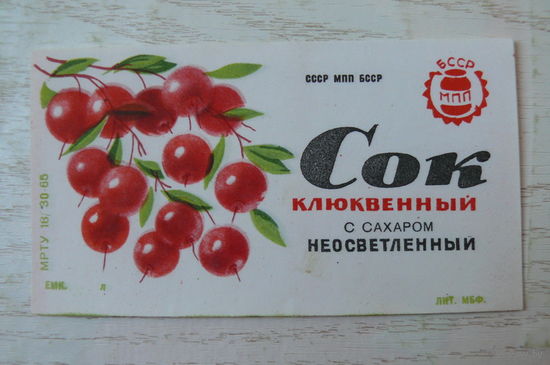 СССР МПП БССР
БССР
МПП
Сок
КЛЮКВЕННЫЙ
С САХАРОМ
НЕОСВЕТЛЕННЫЙ
МРТУ 18/30 65
ЕМК. Л
ЛИТ. МБФ.